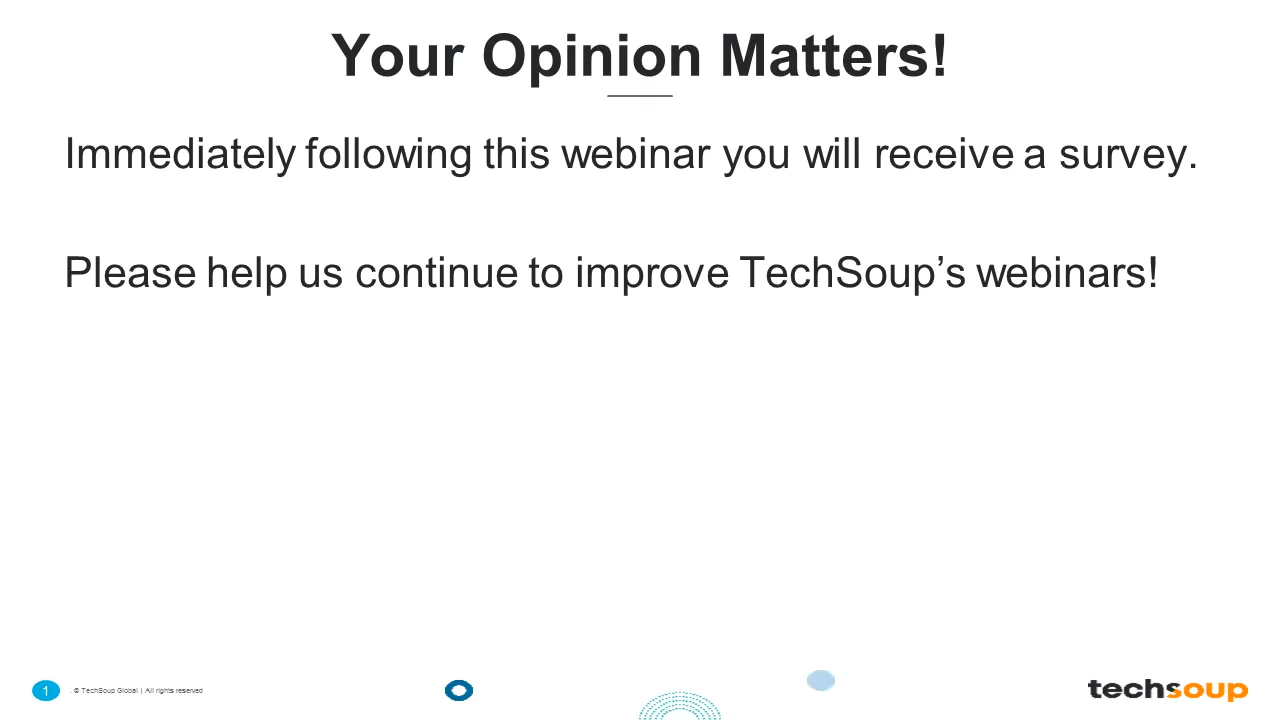 Your Opinion Matters!
Immediately following this webinar you will receive a survey.
Please help us continue to improve TechSoup’s webinars!
1
. © TechSoup Global | All rights reserved
techsoup